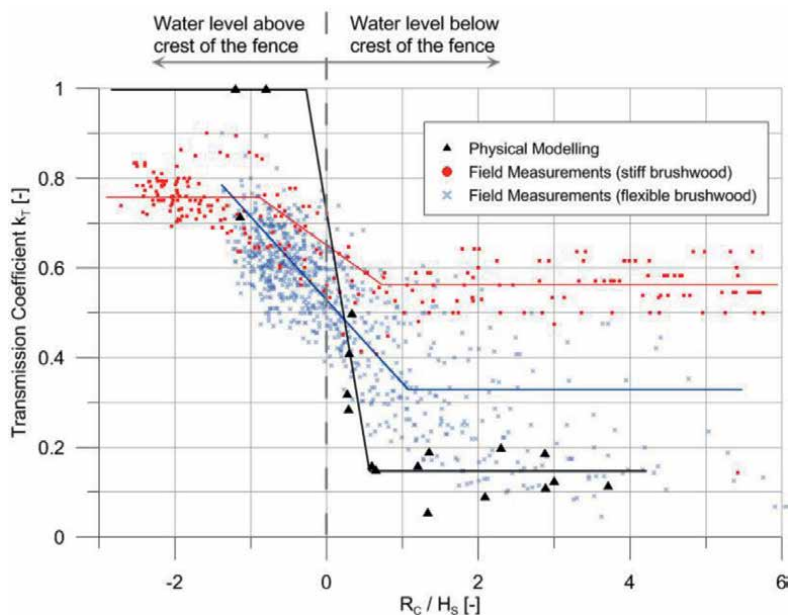 Water level above
crest of the fence
Water level below
crest of the fence
1
0.8
0.6
0.4
0.2
0
Transmission Coefficient kT [-]
Physical Modelling
Field Measurements (stiff brushwood)
Field Measurements (flexible brushwood)
-2
0
2
4
6
RC / HS [-]